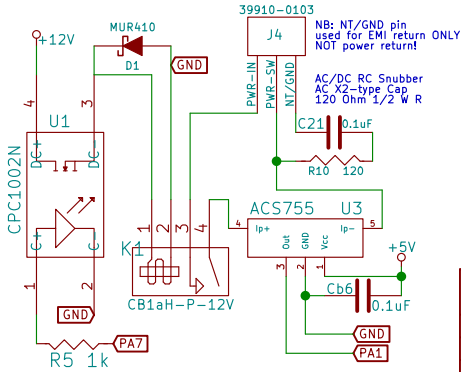 39910-0103
J4
NB: NT/GND pin
used for EMI return ONLY
NOT power return!
AC/DC RC Snubber
AC X2-type Cap
120 Ohm 1/2 W R
PWR-IN
PWR-SW
NT/GND
C21
0.1uF
R10 120
MUR410
D1
GND
+12V
4
3
U1
CPC1002N
DC+
DC-
C+
C-
1
2
GND
R5 1k
PA7
1
2
3
4
K1
CB1aH-P-12V
ACS755 U3
4
Ip+
Ip-
5
Out
GND
Vcc
3
2
1
+5V
Cb6
0.1uF
GND
PA1